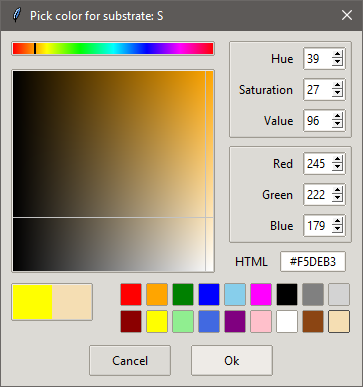 Pick color for substrate: S
Hue 39
Saturation 27
Value 96
Red 245
Green 222
Blue 179
HTML #F5DEB3
Cancel Ok